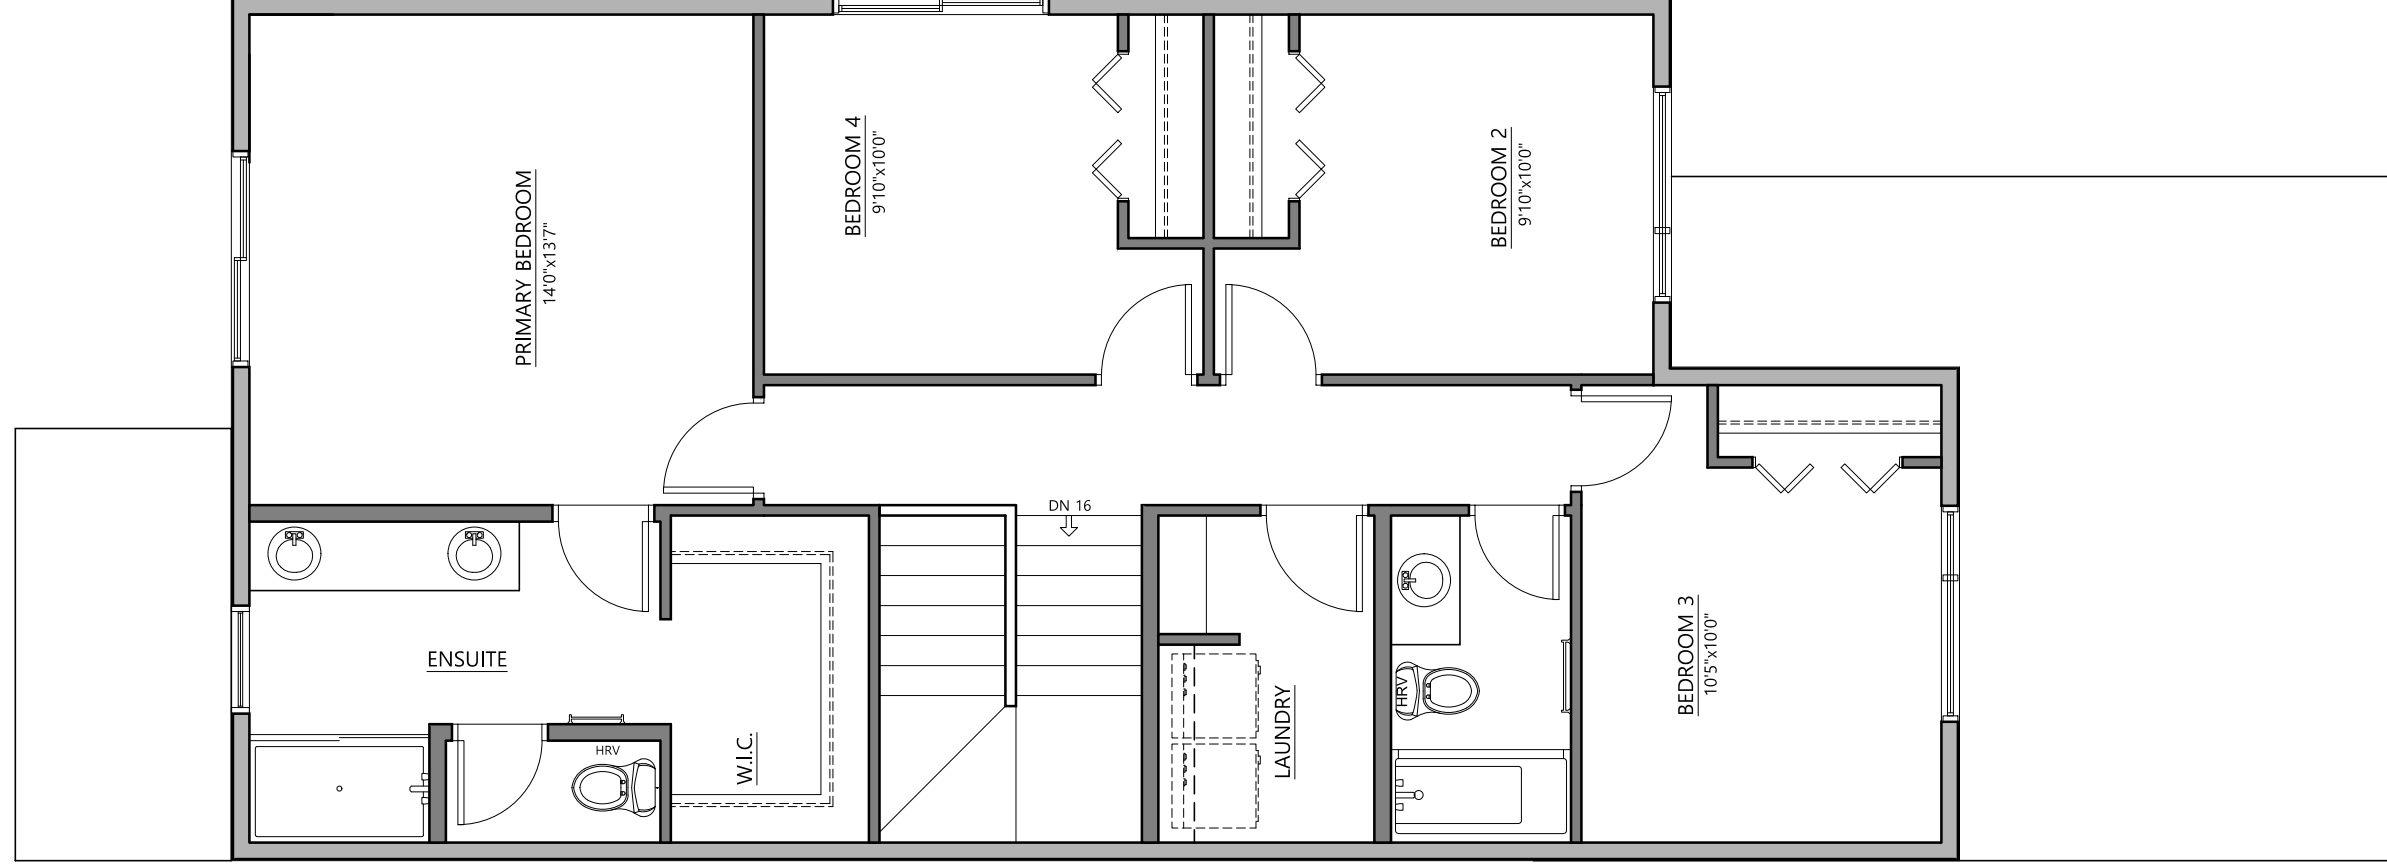 PRIMARY BEDROOM
14'0"x13'7"
BEDROOM 4
9'10"x10'0"
BEDROOM 2
9'10"x10'0"
DN 16
ENSUITE
HRV
W.I.C.
LAUNDRY
HRV
BEDROOM 3
10'5"x10'0"